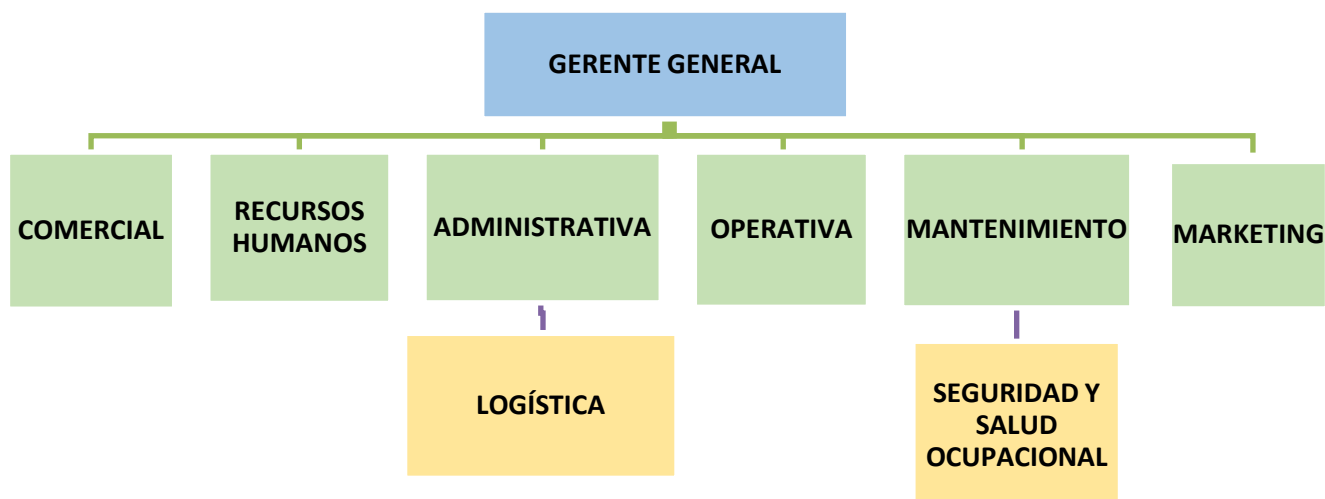 GERENTE GENERAL
COMERCIAL
RECURSOS
HUMANOS
ADMINISTRATIVA
OPERATIVA
MANTENIMIENTO
MARKETING
LOGÍSTICA
SEGURIDAD Y
SALUD
OCUPACIONAL